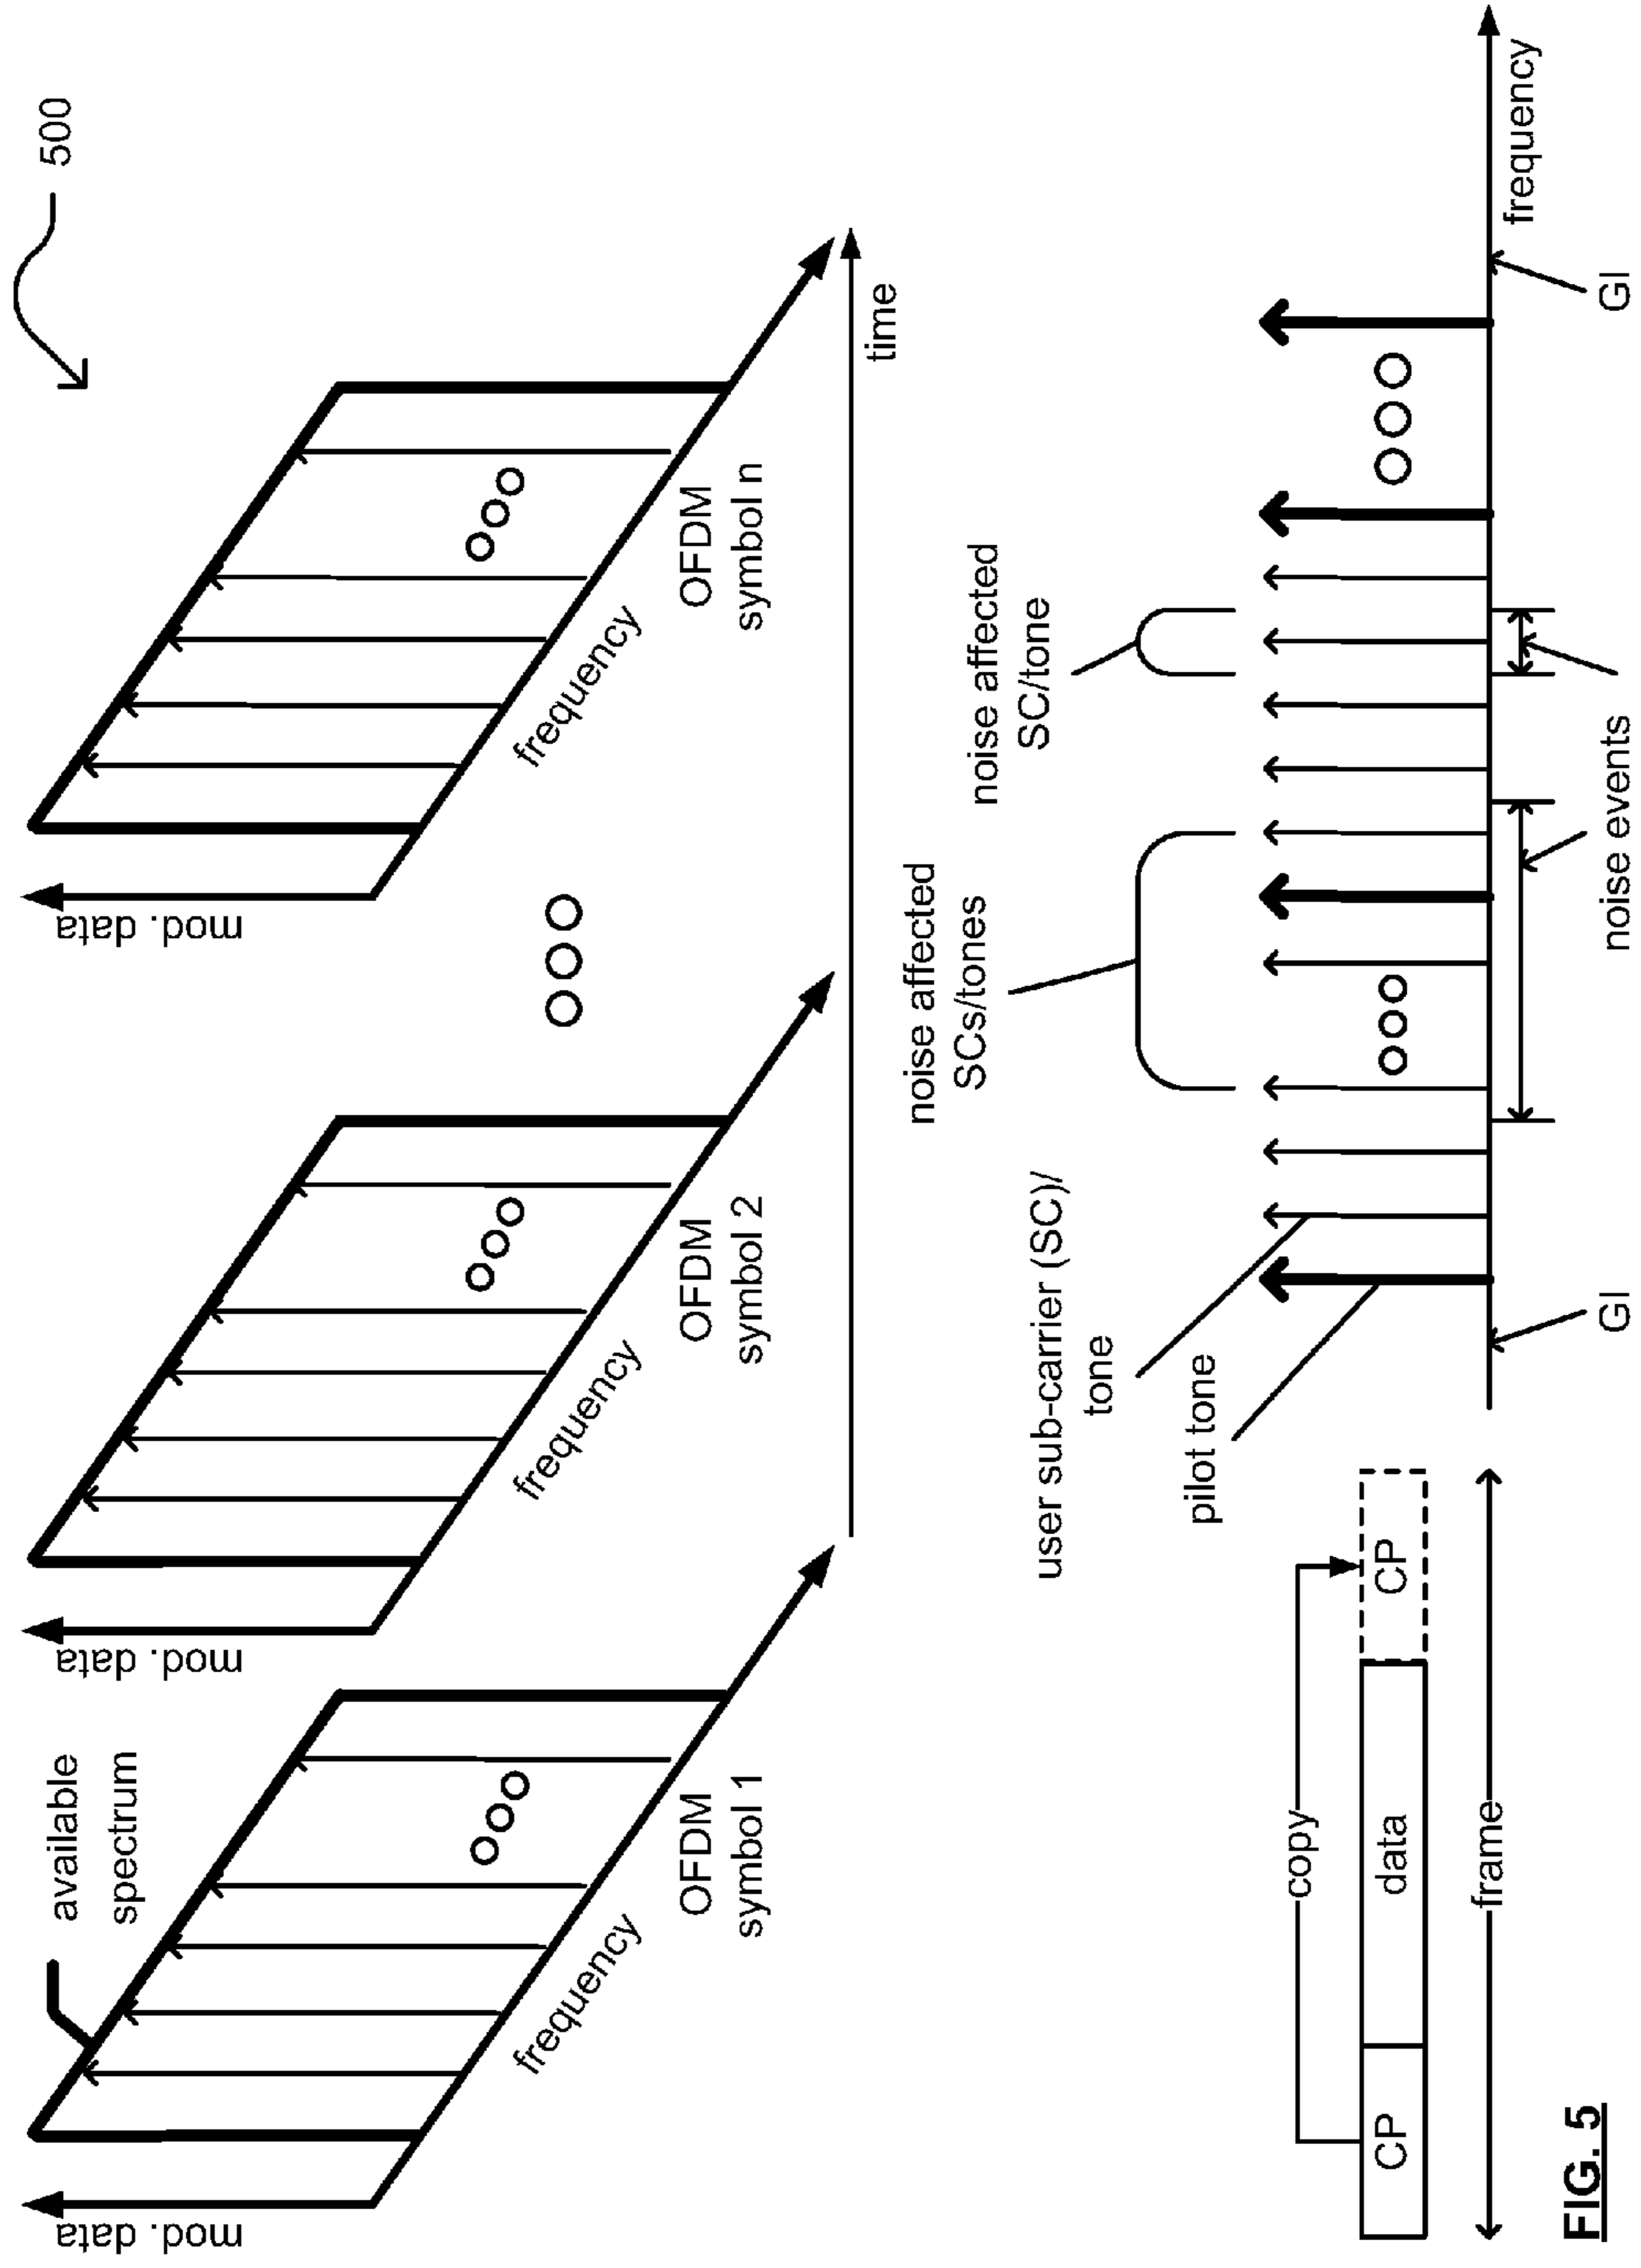 500
available
spectrum
mod. data
frequency
OFDM
symbol 1
mod. data
frequency
OFDM
symbol 2
mod. data
frequency
OFDM
symbol n
time
copy
CP
data
CP
frame
user sub-carrier (SC)/
tone
pilot tone
noise affected
SCs/tones
noise affected
SC/tone
GI
noise events
GI
frequency
FIG. 5